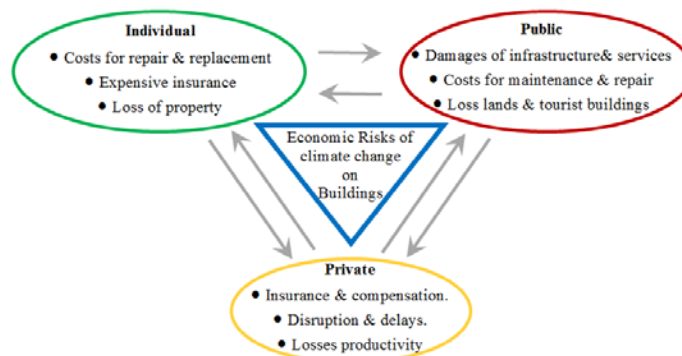 Individual
● Costs for repair & replacement
● Expensive insurance
● Loss of property
Public
● Damages of infrastructure& services
● Costs for maintenance & repair
● Loss lands & tourist buildings
Economic Risks of
climate change
on
Buildings
Private
● Insurance & compensation.
● Disruption & delays.
● Losses productivity